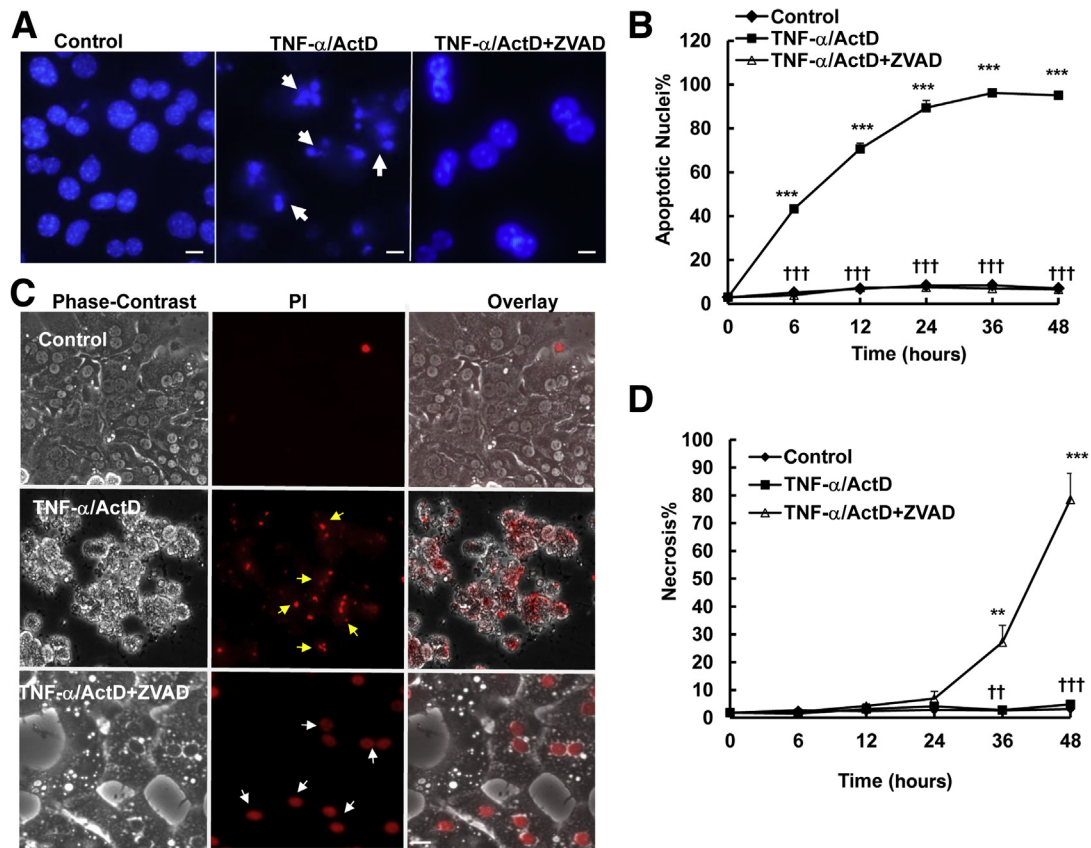 A
Control
TNF-α/ActD
TNF-α/ActD+ZVAD
B
Control
TNF-α/ActD
TNF-α/ActD+ZVAD
Apoptotic Nuclei%
120
100
80
60
40
20
0
***
***
***
***
***
†††
†††
†††
†††
†††
0 6 12 24 36 48
Time (hours)
C
Phase-Contrast PI Overlay
Control
TNF-α/ActD
TNF-α/ActD+ZVAD
D
Control
TNF-α/ActD
TNF-α/ActD+ZVAD
Necrosis%
100
90
80
70
60
50
40
30
20
10
0
***
**
††
†††
0 6 12 24 36 48
Time (hours)